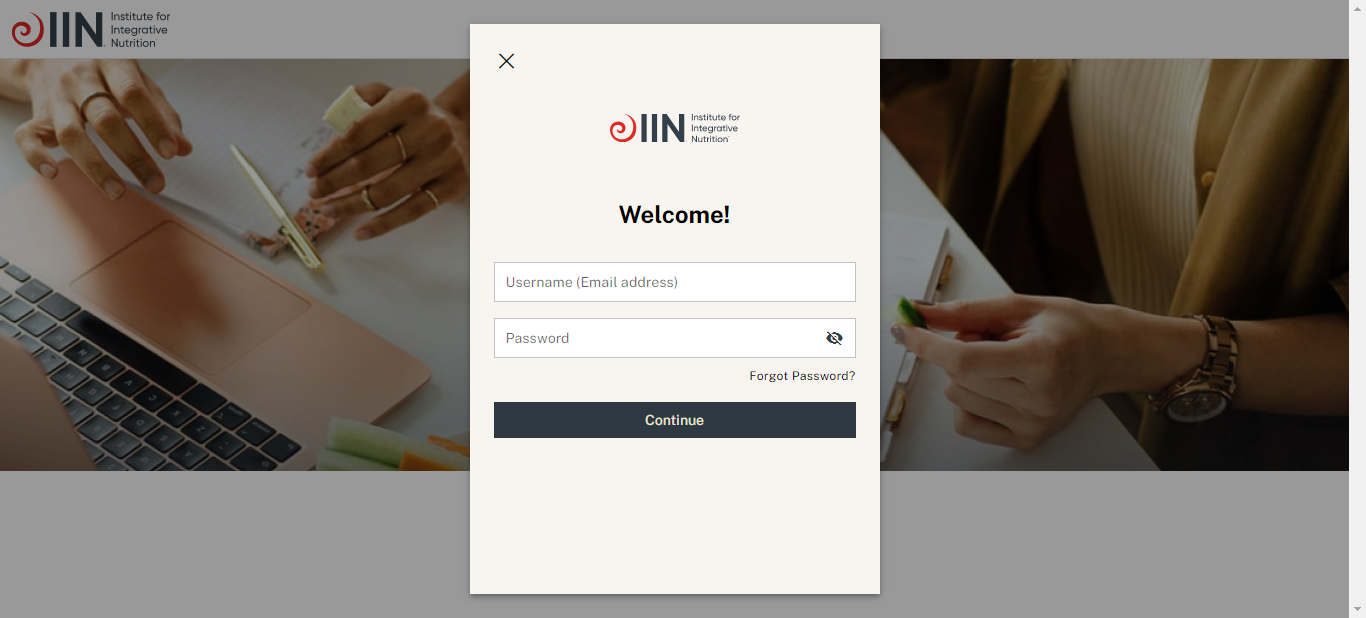 IIN Institute for
Integrative
Nutrition
IIN Institute for
Integrative
Nutrition
Welcome!
Username (Email address)
Password
Forgot Password?
Continue